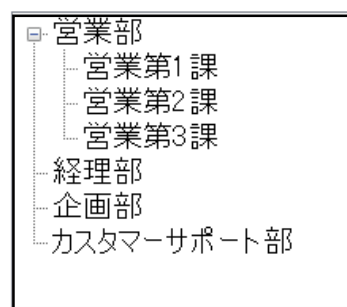 営業部
営業第1課
営業第2課
営業第3課
経理部
企画部
カスタマーサポート部